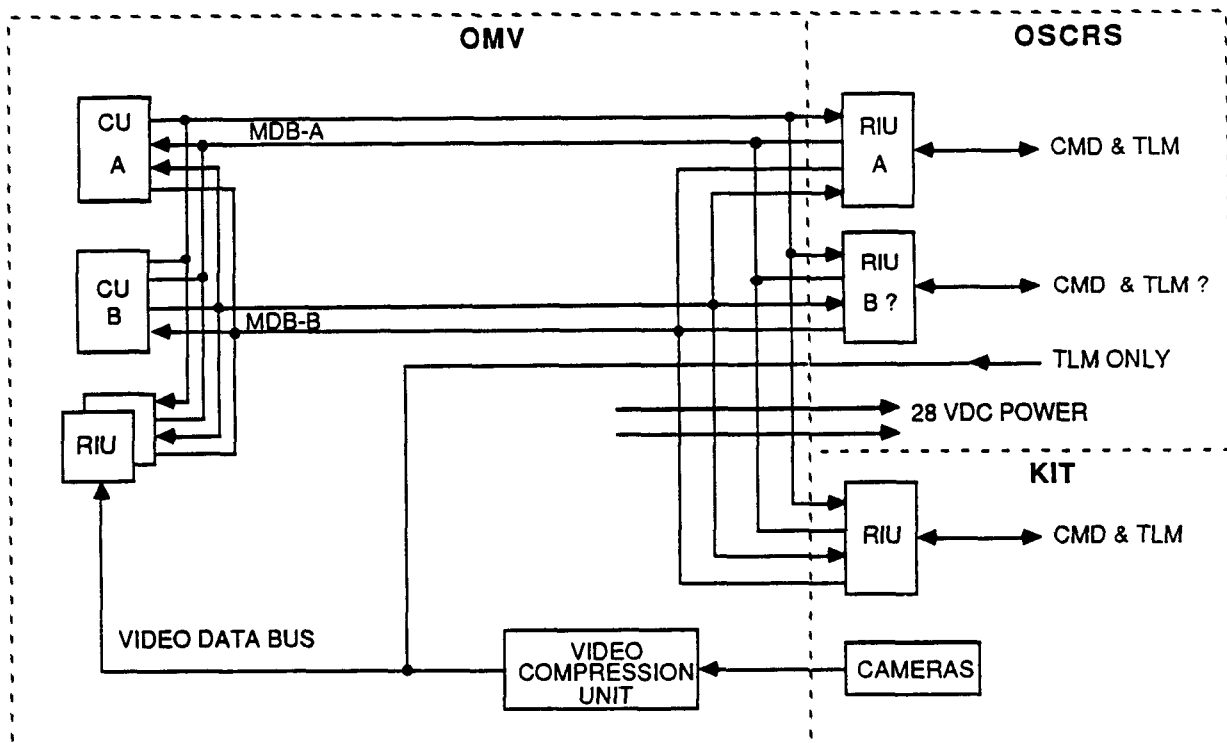 OMV
OSCRS
CU
A
MDB-A
RIU
A
CMD & TLM
CU
B
MDB-B
RIU
B ?
CMD & TLM ?
TLM ONLY
28 VDC POWER
RIU
KIT
RIU
CMD & TLM
VIDEO DATA BUS
VIDEO
COMPRESSION
UNIT
CAMERAS